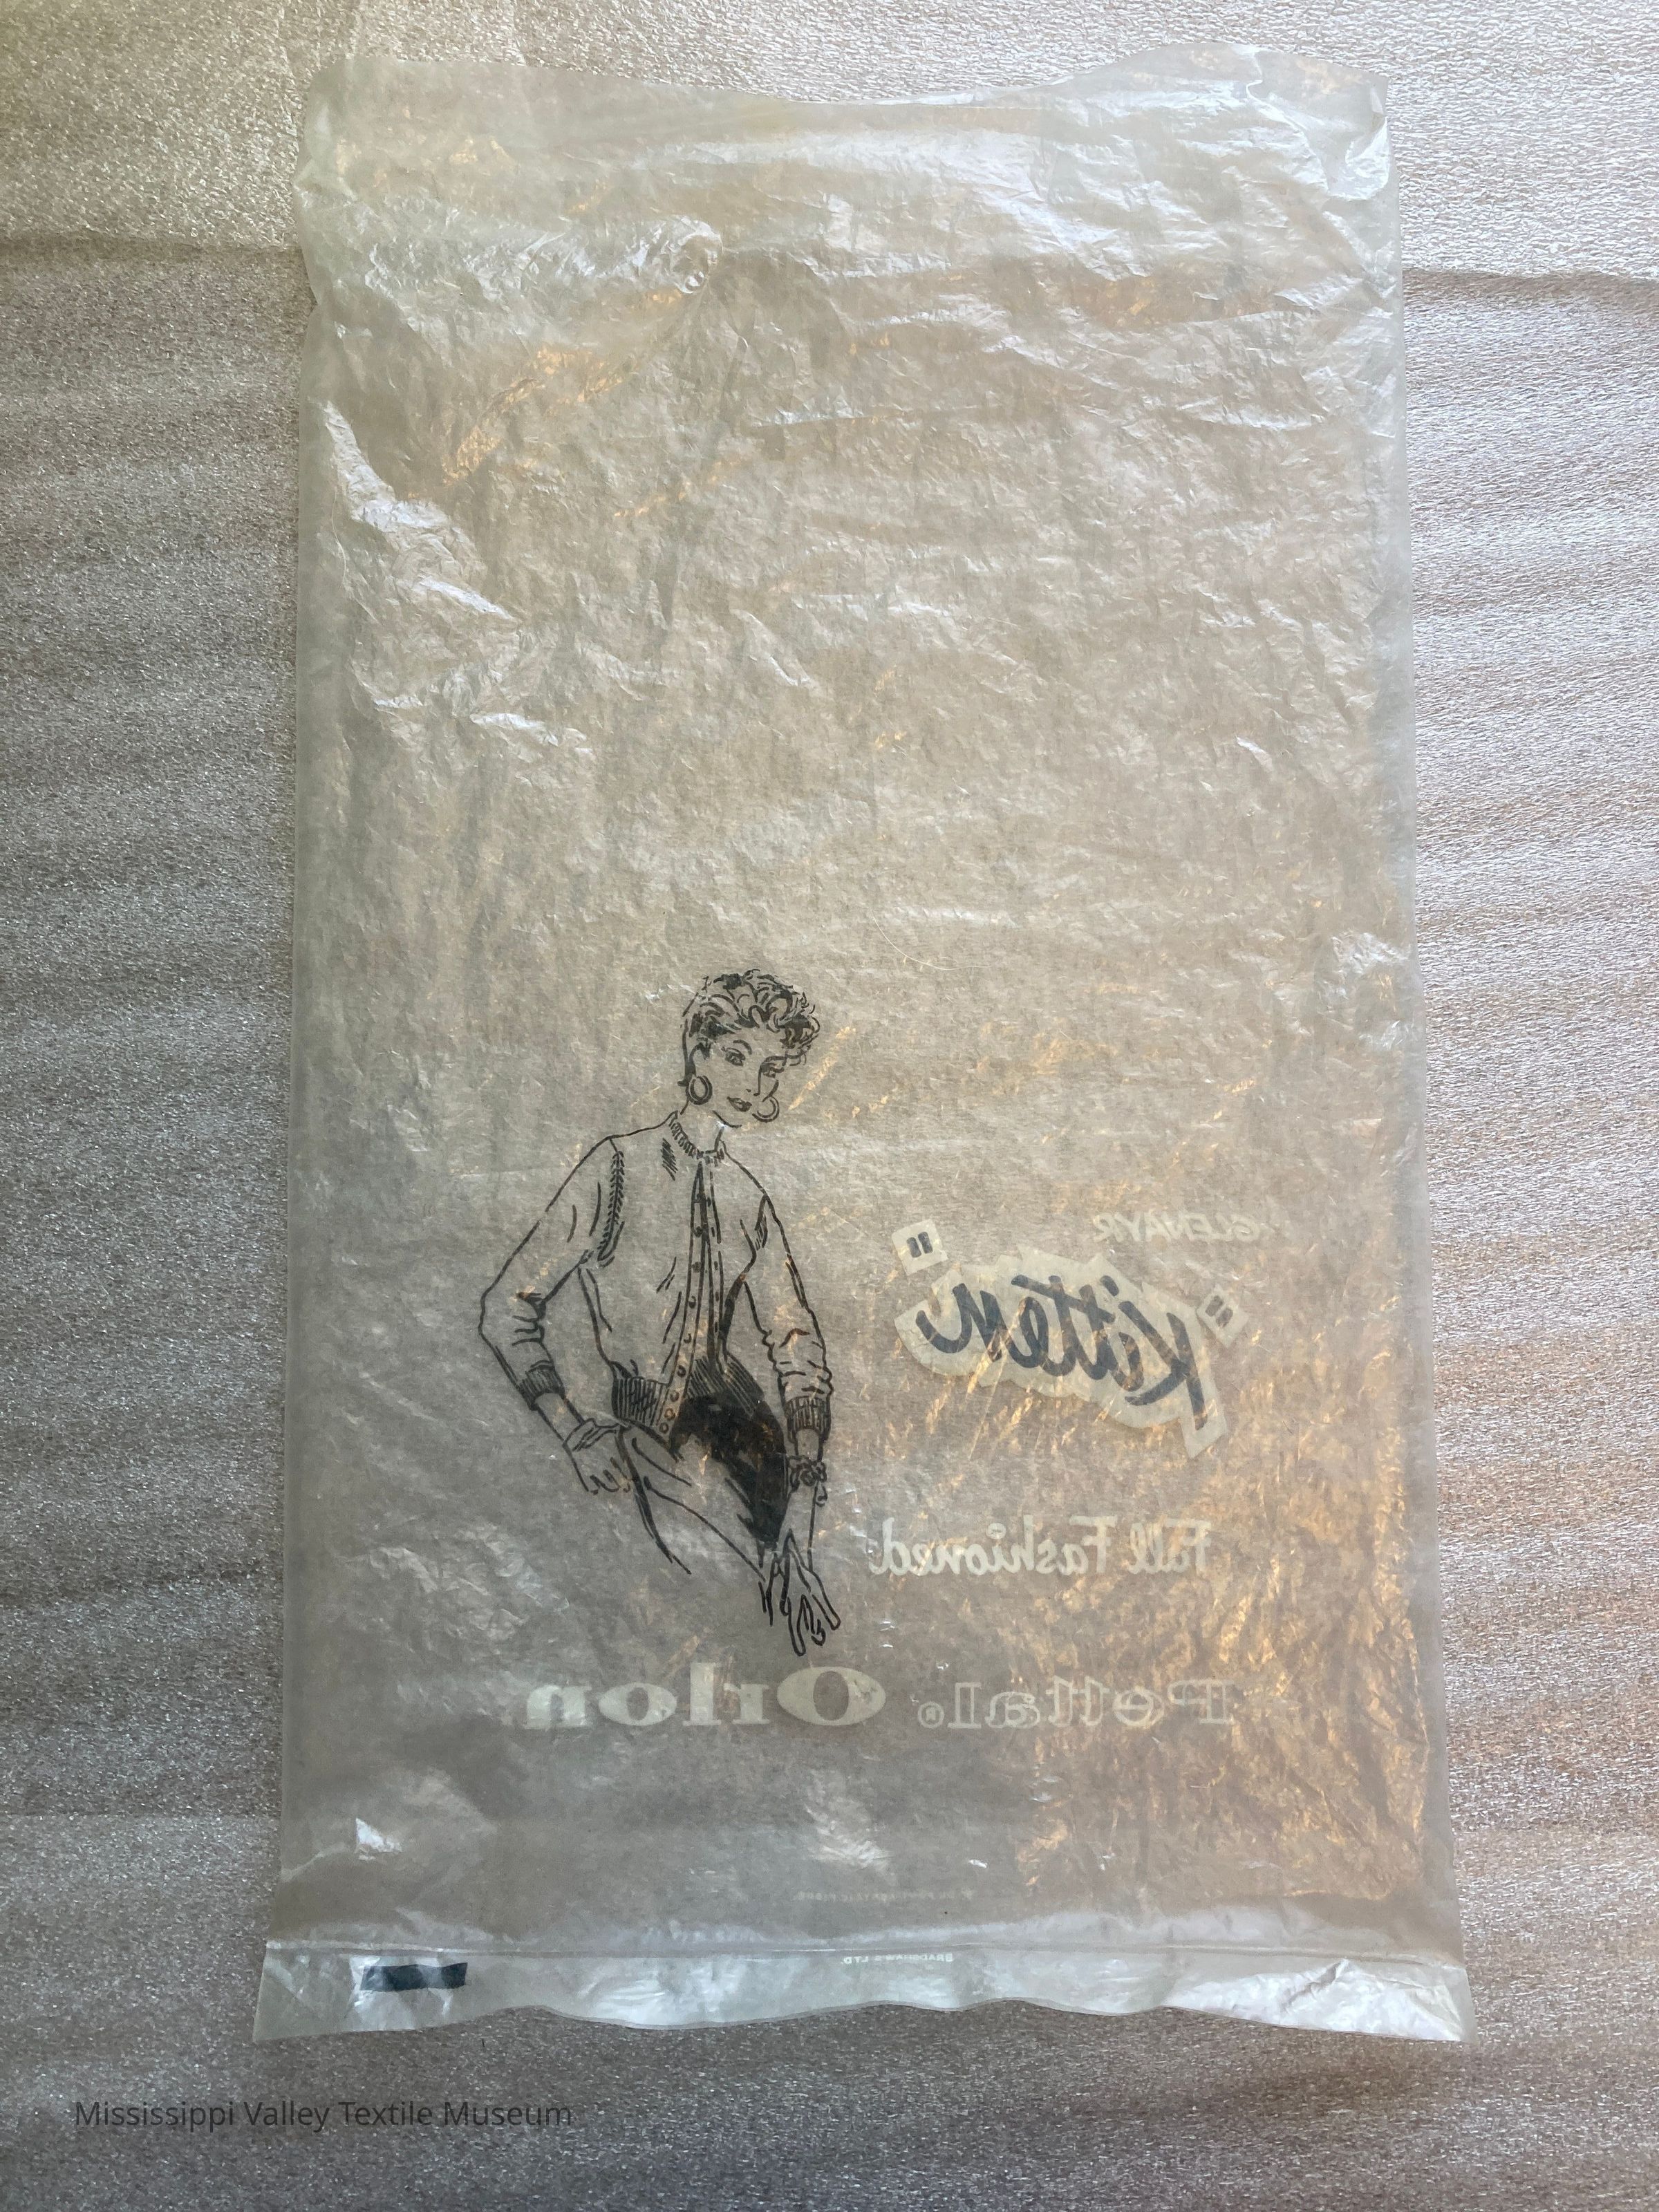 GLENAYR
"Kitten"
Full Fashioned
Pettal® Orlon
BRADSHAW'S LTD.
Mississippi Valley Textile Museum